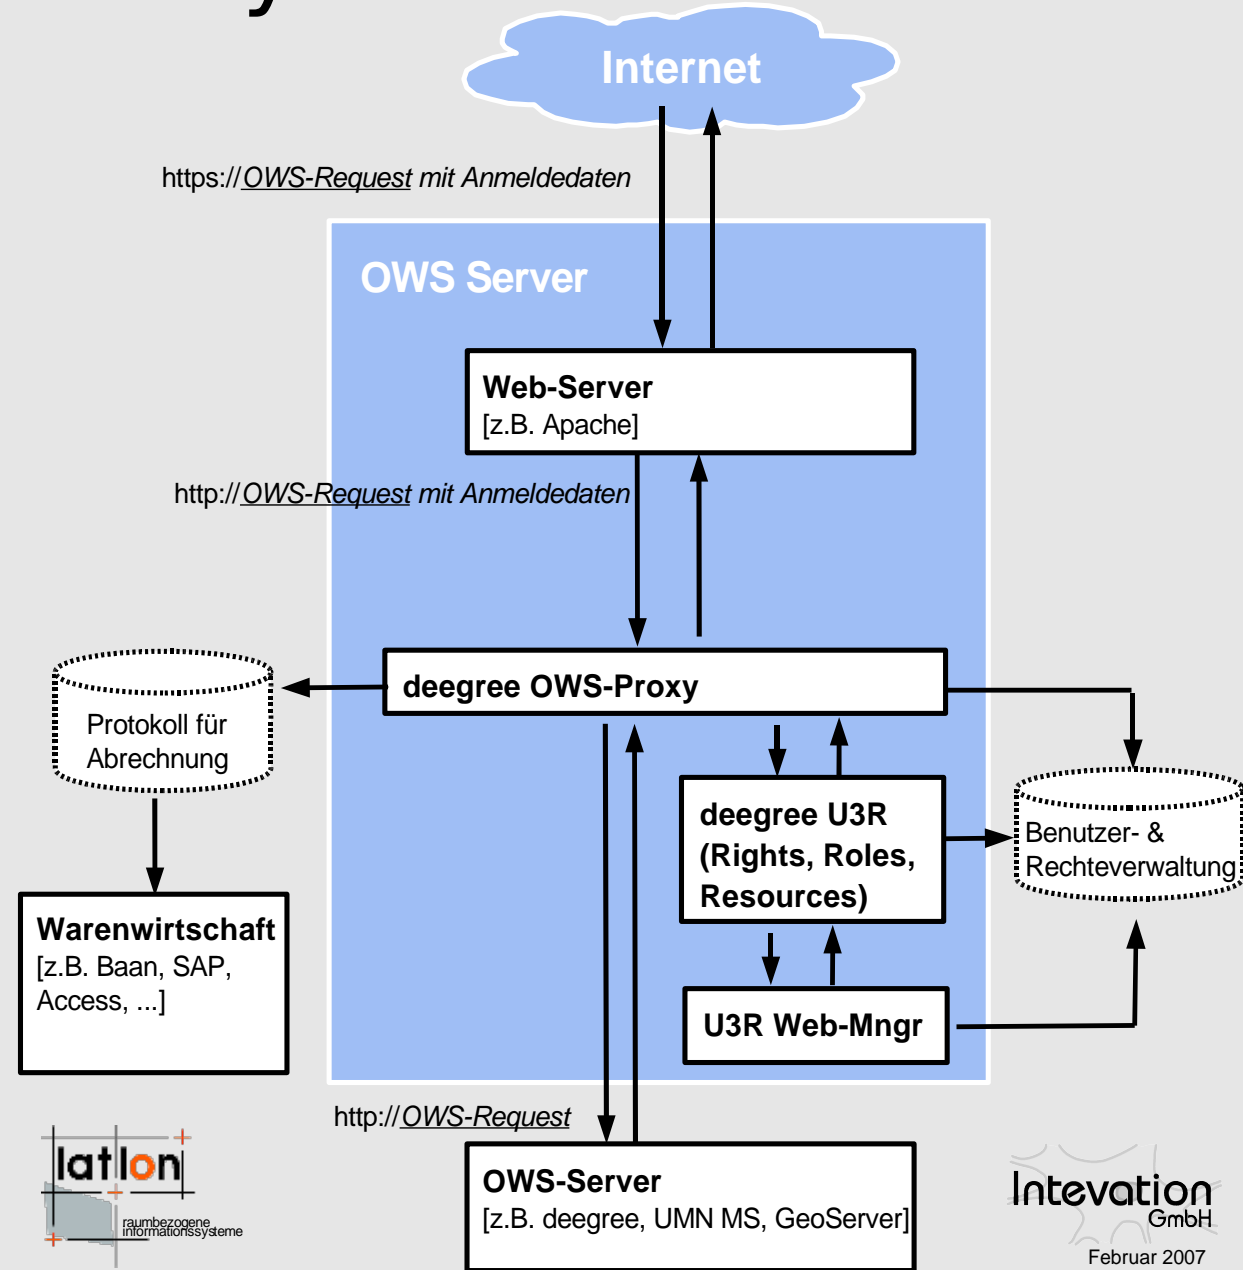 Internet
https://OWS-Request mit Anmeldedaten
OWS Server
Web-Server
[z.B. Apache]
http://OWS-Request mit Anmeldedaten
deegree OWS-Proxy
Protokoll für
Abrechnung
deegree U3R
(Rights, Roles,
Resources)
Benutzer- &
Rechteverwaltung
Warenwirtschaft
[z.B. Baan, SAP,
Access, ...]
U3R Web-Mngr
http://OWS-Request
OWS-Server
[z.B. deegree, UMN MS, GeoServer]
latlon
raumbezogene
informationssysteme
Intevation
GmbH
Februar 2007